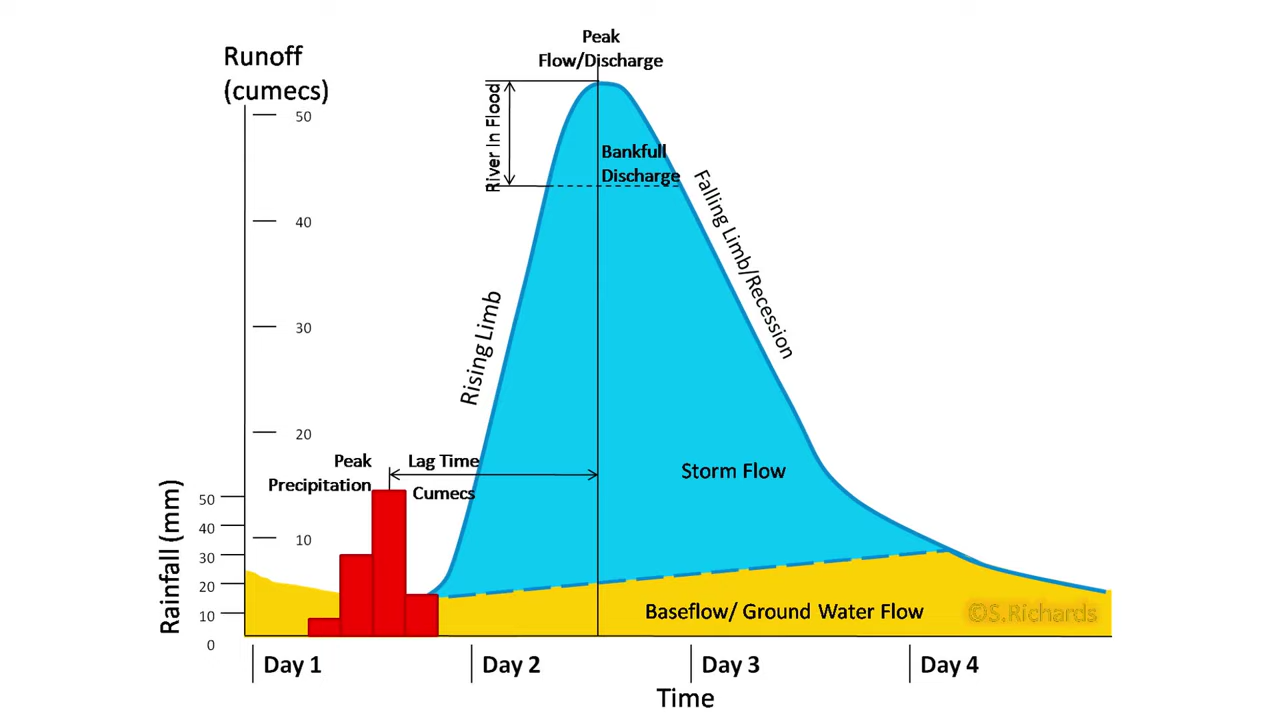 Peak
Flow/Discharge
Runoff
(cumecs)
50
River In Flood
Bankfull
Discharge
40
Falling Limb/Recession
30
Rising Limb
20
Peak
Precipitation
Lag Time
Cumecs
Storm Flow
Rainfall (mm)
50
40
30
20
10
0
10
Baseflow/ Ground Water Flow
©S.Richards
Day 1
Day 2
Day 3
Day 4
Time